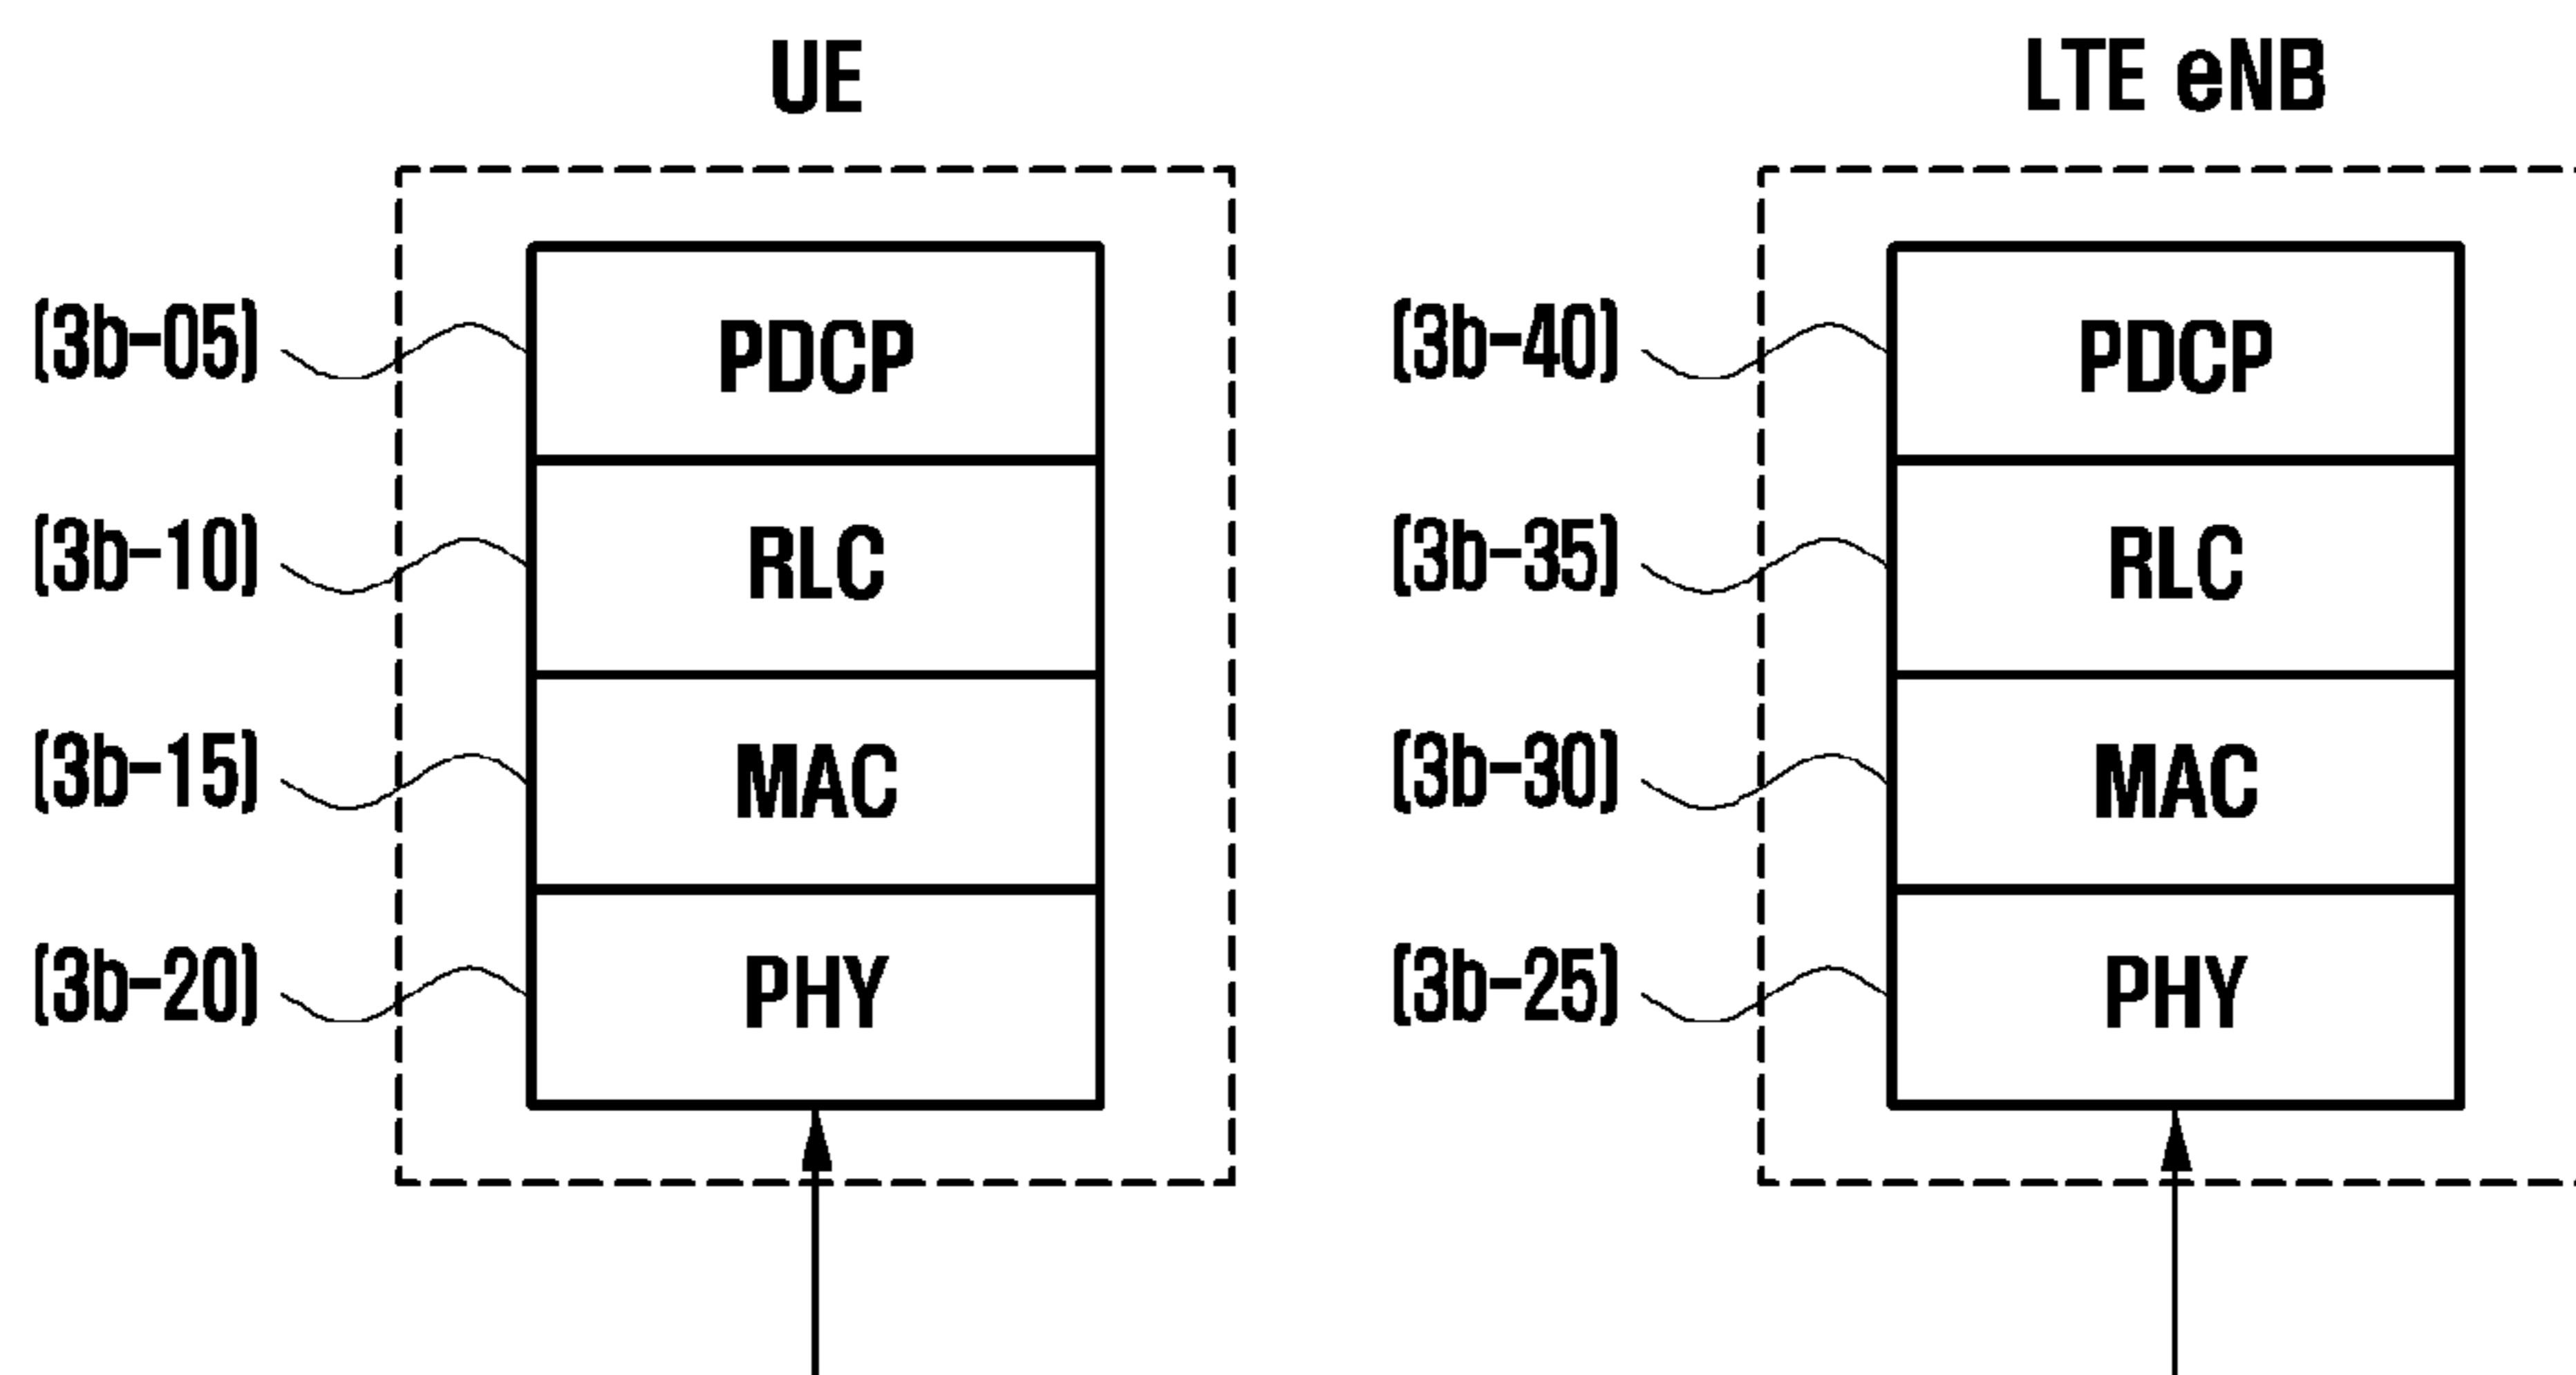 UE
LTE eNB
(3b-05)
PDCP
(3b-40)
PDCP
(3b-10)
RLC
(3b-35)
RLC
(3b-15)
MAC
(3b-30)
MAC
(3b-20)
PHY
(3b-25)
PHY